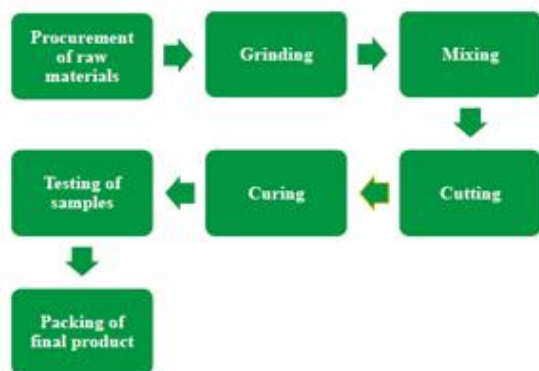 Procurement
of raw
materials
Grinding
Mixing
Cutting
Curing
Testing of
samples
Packing of
final product